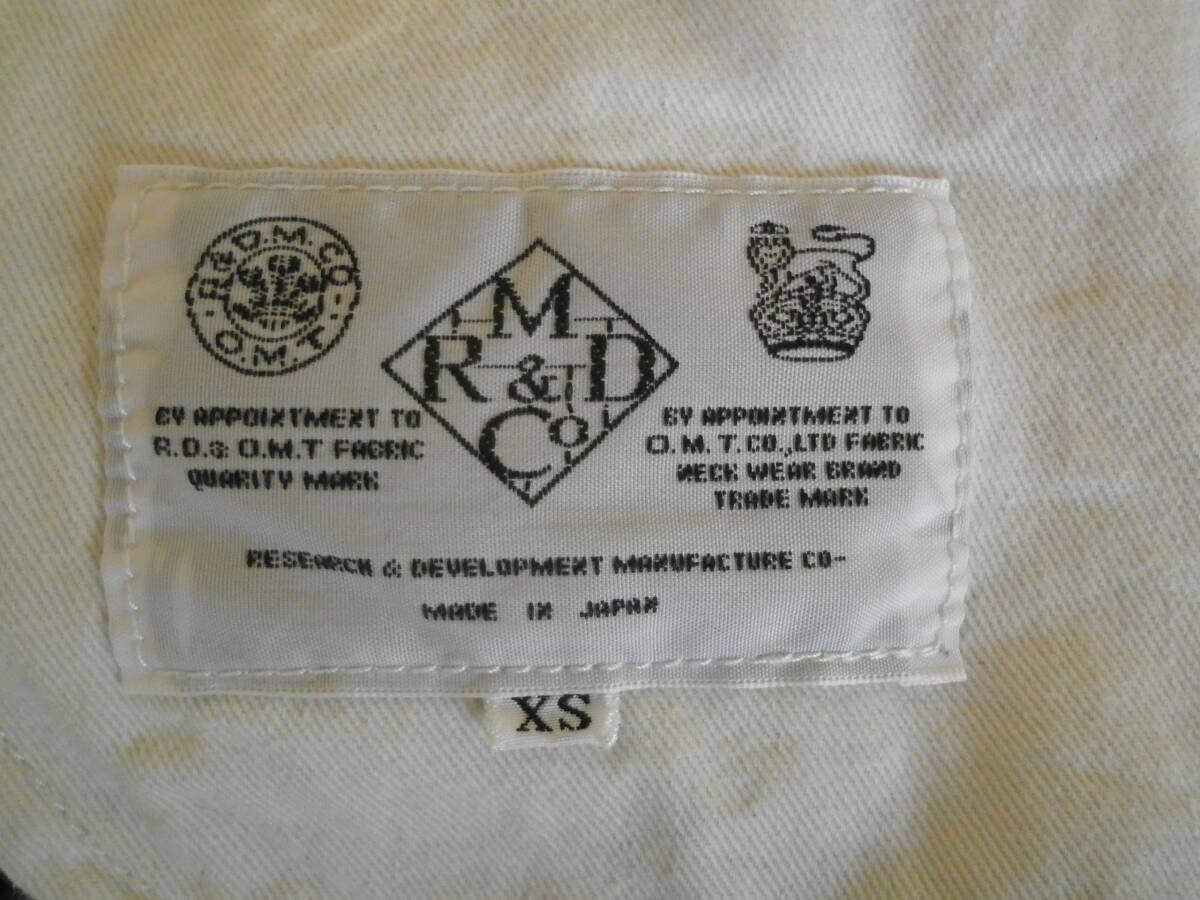 R&D.M.CO-
O.M.T.
M
R & D
Co
BY APPOINTMENT TO
R.D.& O.M.T FABRIC
QUARITY MARK
BY APPOINTMENT TO
O.M.T.CO.,LTD FABRIC
NECK WEAR BRAND
TRADE MARK
RESEARCH & DEVELOPMENT MANUFACTURE CO-
MADE IN JAPAN
XS